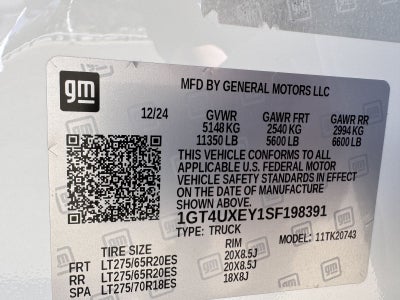 gm
MFD BY GENERAL MOTORS LLC
12/24 GVWR GAWR FRT GAWR RR
5148 KG 2540 KG 2994 KG
11350 LB 5600 LB 6600 LB
THIS VEHICLE CONFORMS TO ALL
APPLICABLE U.S. FEDERAL MOTOR
VEHICLE SAFETY STANDARDS IN EFFECT
ON THE DATE OF MANUFACTURE
SHOWN ABOVE.
1GT4UXEY1SF198391
TYPE: TRUCK MODEL: 11TK20743
TIRE SIZE RIM
FRT LT275/65R20ES 20X8.5J
RR LT275/65R20ES 20X8.5J
SPA LT275/70R18ES 18X8J